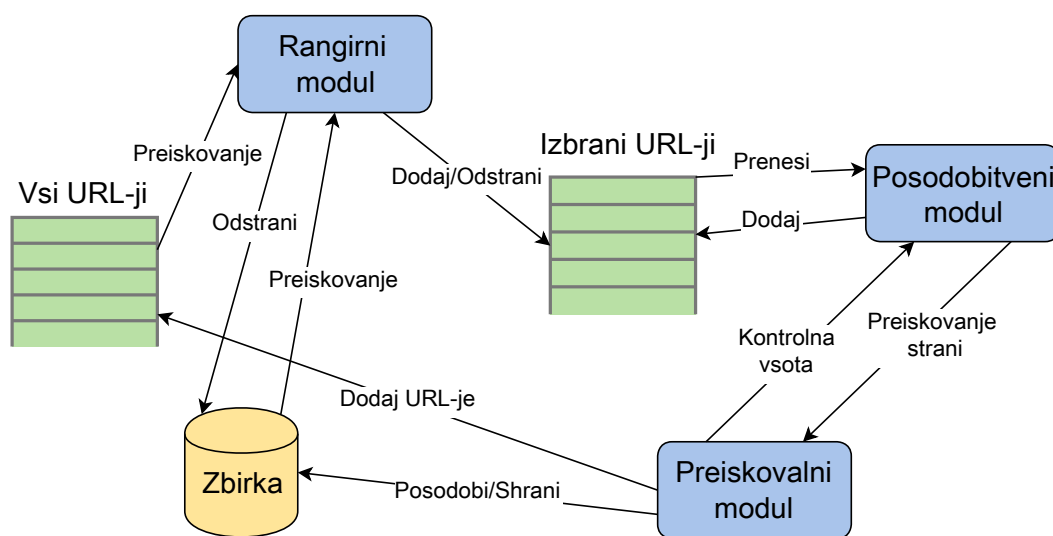 Rangirni
modul
Preiskovanje
Vsi URL-ji
Odstrani
Preiskovanje
Dodaj/Odstrani
Izbrani URL-ji
Prenesi
Dodaj
Posodobitveni
modul
Kontrolna
vsota
Preiskovanje
strani
Dodaj URL-je
Posodobi/Shrani
Zbirka
Preiskovalni
modul